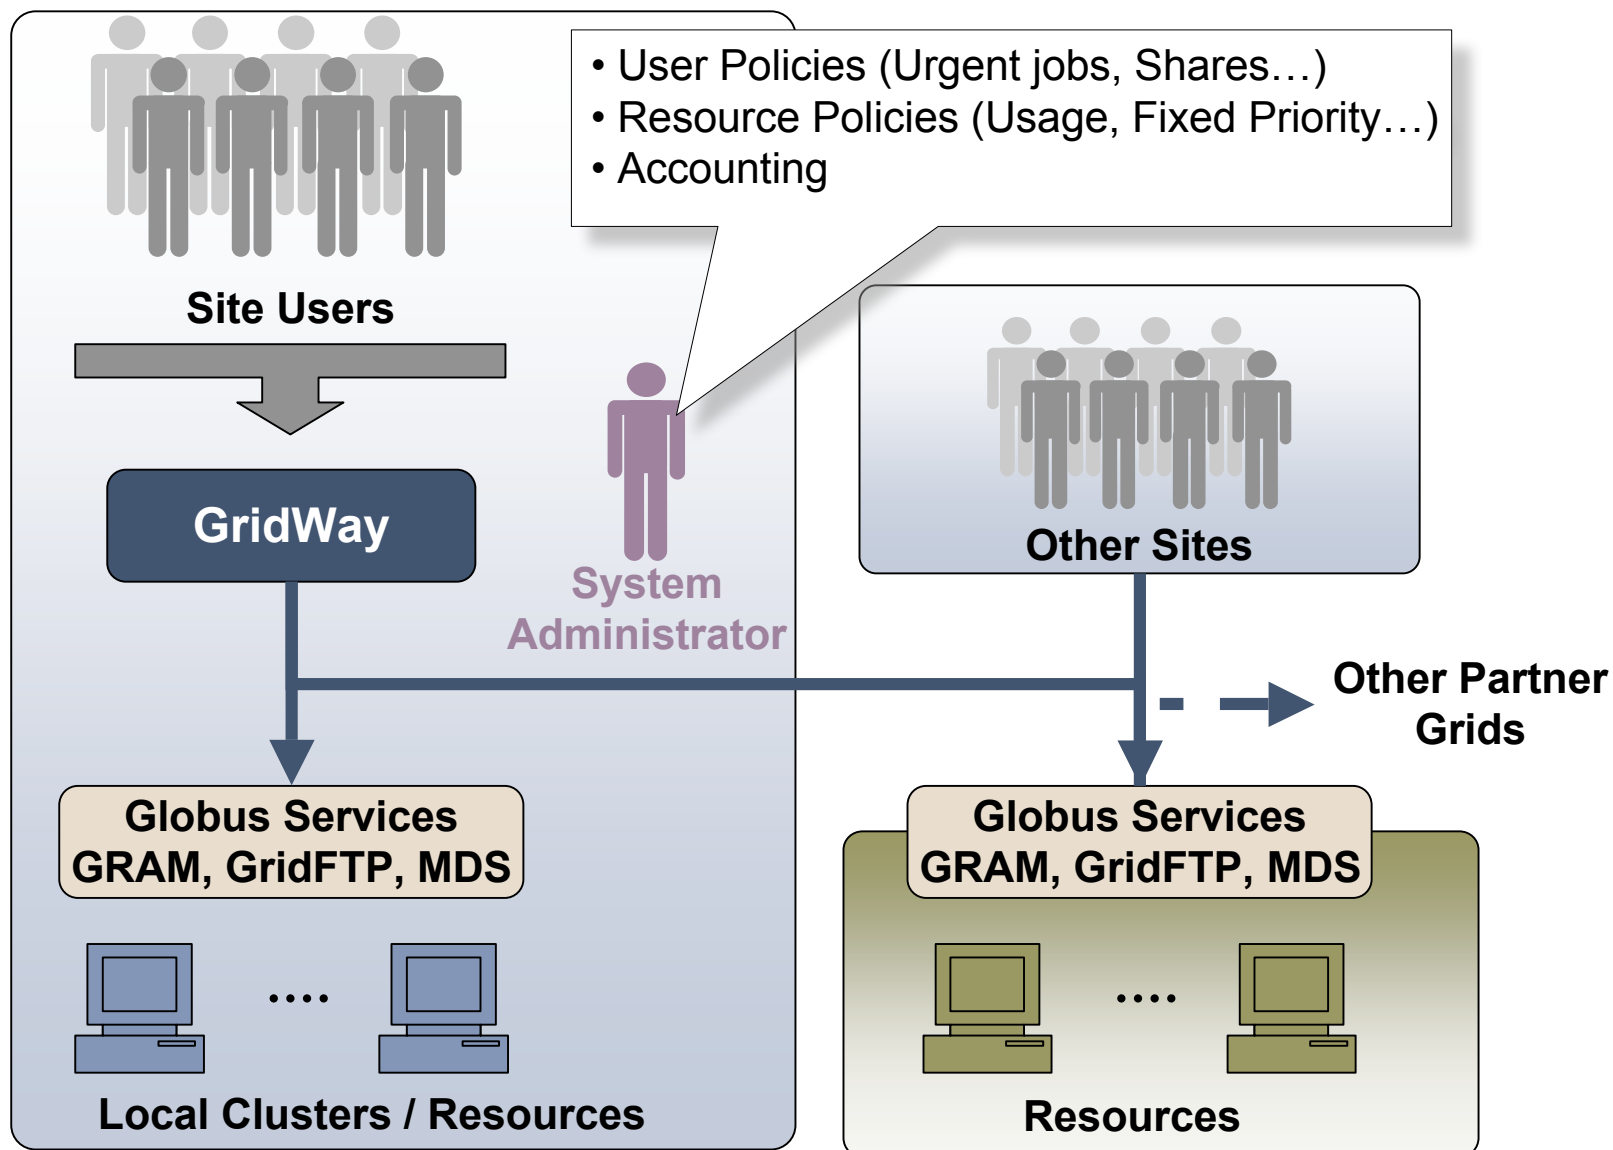 • User Policies (Urgent jobs, Shares…)
• Resource Policies (Usage, Fixed Priority…)
• Accounting
Site Users
GridWay
System
Administrator
Other Sites
Other Partner
Grids
Globus Services
GRAM, GridFTP, MDS
....
Local Clusters / Resources
Globus Services
GRAM, GridFTP, MDS
....
Resources